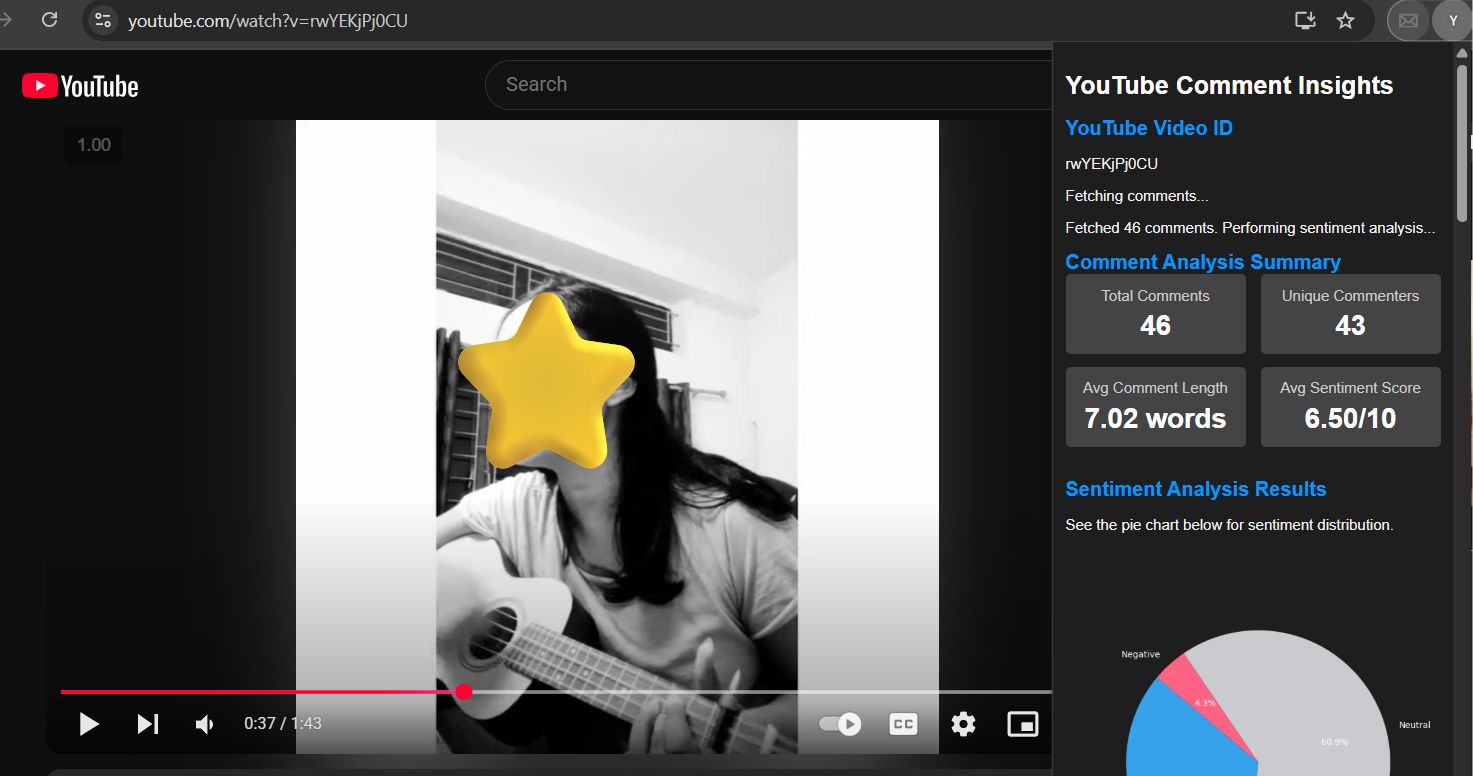 youtube.com/watch?v=rwYEKjPj0CU
Y
YouTube
Search
1.00
0:37 / 1:43
CC
YouTube Comment Insights
YouTube Video ID
rwYEKjPj0CU
Fetching comments...
Fetched 46 comments. Performing sentiment analysis...
Comment Analysis Summary
Total Comments
46
Unique Commenters
43
Avg Comment Length
7.02 words
Avg Sentiment Score
6.50/10
Sentiment Analysis Results
See the pie chart below for sentiment distribution.
Negative
4.3%
Neutral
60.9%